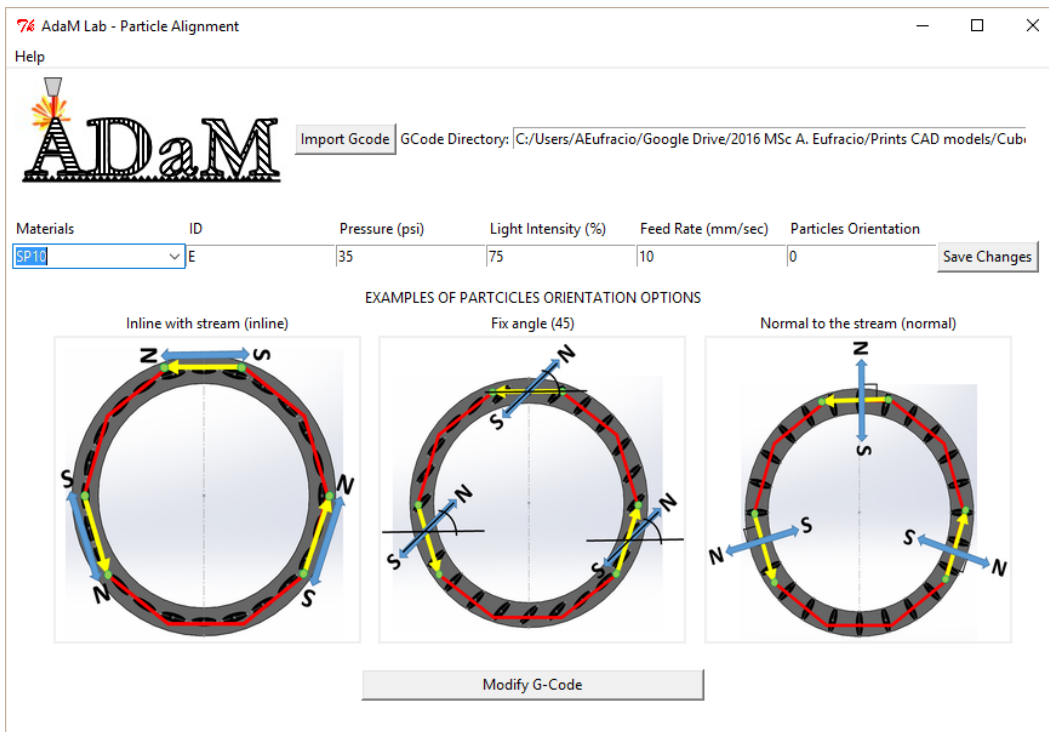 AdaM Lab - Particle Alignment
Help
ADaM
Import Gcode GCode Directory: C:/Users/AEufracio/Google Drive/2016 MSc A. Eufracio/Prints CAD models/Cub
Materials ID Pressure (psi) Light Intensity (%) Feed Rate (mm/sec) Particles Orientation
SP10 E 35 75 10 0 Save Changes
EXAMPLES OF PARTCICLES ORIENTATION OPTIONS
Inline with stream (inline) Fix angle (45) Normal to the stream (normal)
N S N N
S S
S N N N S S
N S S S N N
Modify G-Code